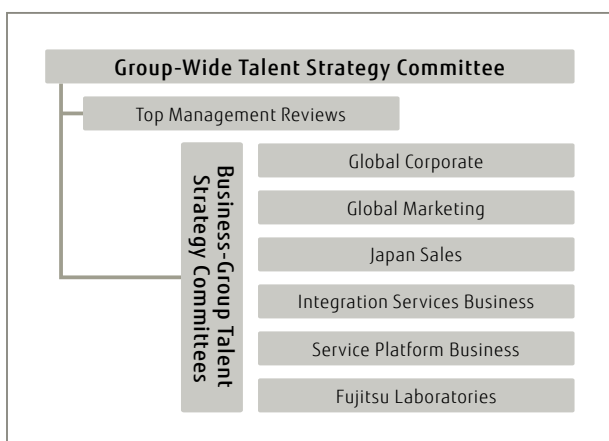 Group-Wide Talent Strategy Committee
Top Management Reviews
Business-Group Talent
Strategy Committees
Global Corporate
Global Marketing
Japan Sales
Integration Services Business
Service Platform Business
Fujitsu Laboratories